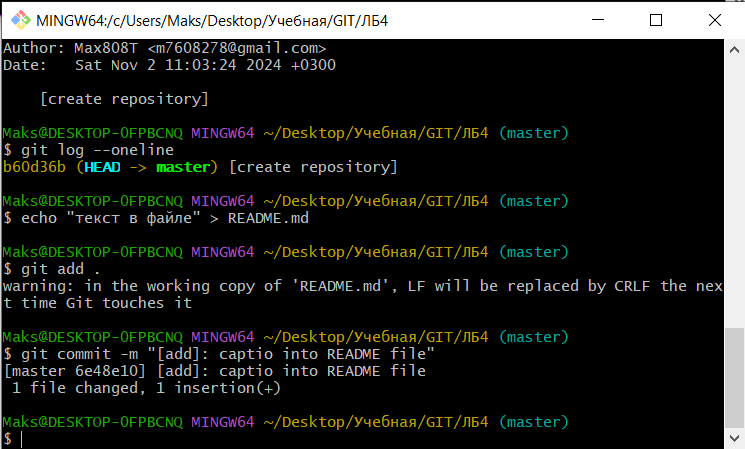 MINGW64:/c/Users/Maks/Desktop/Учебная/GIT/ЛБ4
Author: Max808T <m7608278@gmail.com>
Date:   Sat Nov 2 11:03:24 2024 +0300
    [create repository]
Maks@DESKTOP-0FPBCNQ MINGW64 ~/Desktop/Учебная/GIT/ЛБ4 (master)
$ git log --oneline
b60d36b (HEAD -> master) [create repository]
Maks@DESKTOP-0FPBCNQ MINGW64 ~/Desktop/Учебная/GIT/ЛБ4 (master)
$ echo "текст в файле" > README.md
Maks@DESKTOP-0FPBCNQ MINGW64 ~/Desktop/Учебная/GIT/ЛБ4 (master)
$ git add .
warning: in the working copy of 'README.md', LF will be replaced by CRLF the nex
t time Git touches it
Maks@DESKTOP-0FPBCNQ MINGW64 ~/Desktop/Учебная/GIT/ЛБ4 (master)
$ git commit -m "[add]: captio into README file"
[master 6e48e10] [add]: captio into README file
 1 file changed, 1 insertion(+)
Maks@DESKTOP-0FPBCNQ MINGW64 ~/Desktop/Учебная/GIT/ЛБ4 (master)
$